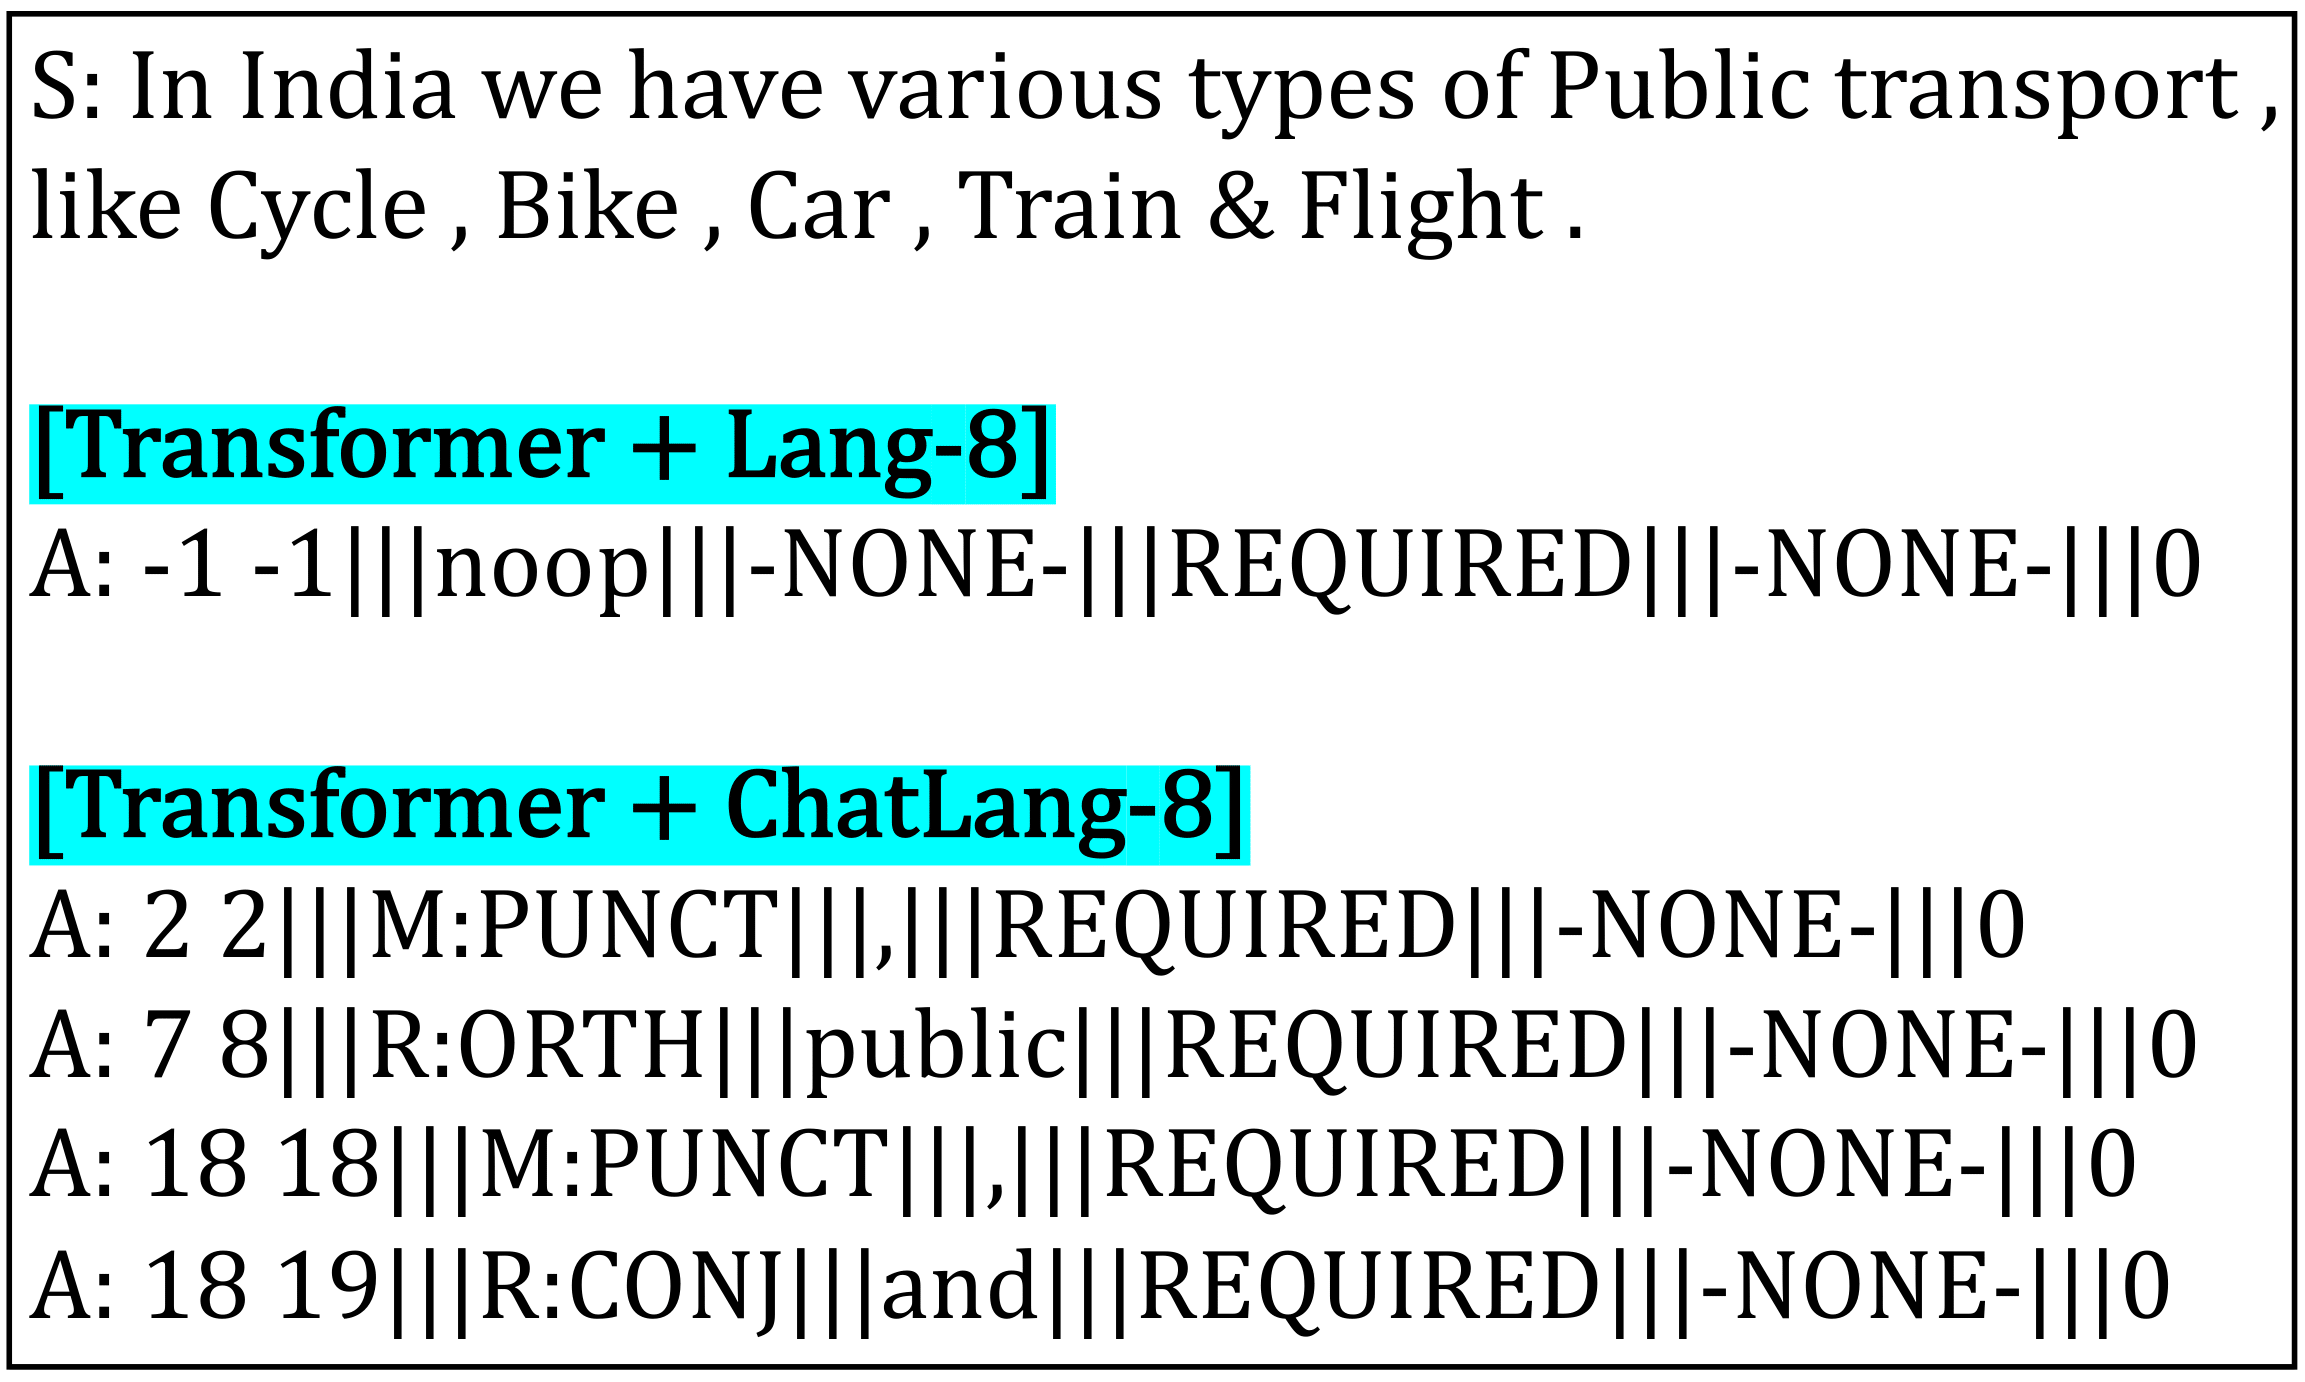 S: In India we have various types of Public transport ,
like Cycle , Bike , Car , Train & Flight .
[Transformer + Lang-8]
A: -1 -1|||noop|||-NONE-|||REQUIRED|||-NONE-|||0
[Transformer + ChatLang-8]
A: 2 2|||M:PUNCT|||,|||REQUIRED|||-NONE-|||0
A: 7 8|||R:ORTH|||public|||REQUIRED|||-NONE-|||0
A: 18 18|||M:PUNCT|||,|||REQUIRED|||-NONE-|||0
A: 18 19|||R:CONJ|||and|||REQUIRED|||-NONE-|||0